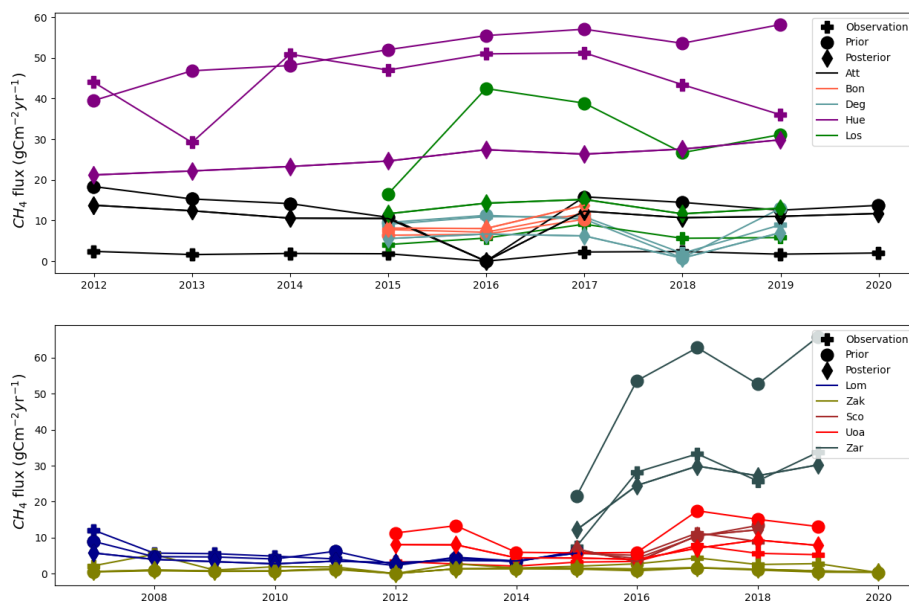 60
50
40
30
20
10
0
CH₄ flux (gCm⁻²yr⁻¹)
Observation
Prior
Posterior
Att
Bon
Deg
Hue
Los
2012 2013 2014 2015 2016 2017 2018 2019 2020
60
50
40
30
20
10
0
CH₄ flux (gCm⁻²yr⁻¹)
Observation
Prior
Posterior
Lom
Zak
Sco
Uoa
Zar
2008 2010 2012 2014 2016 2018 2020